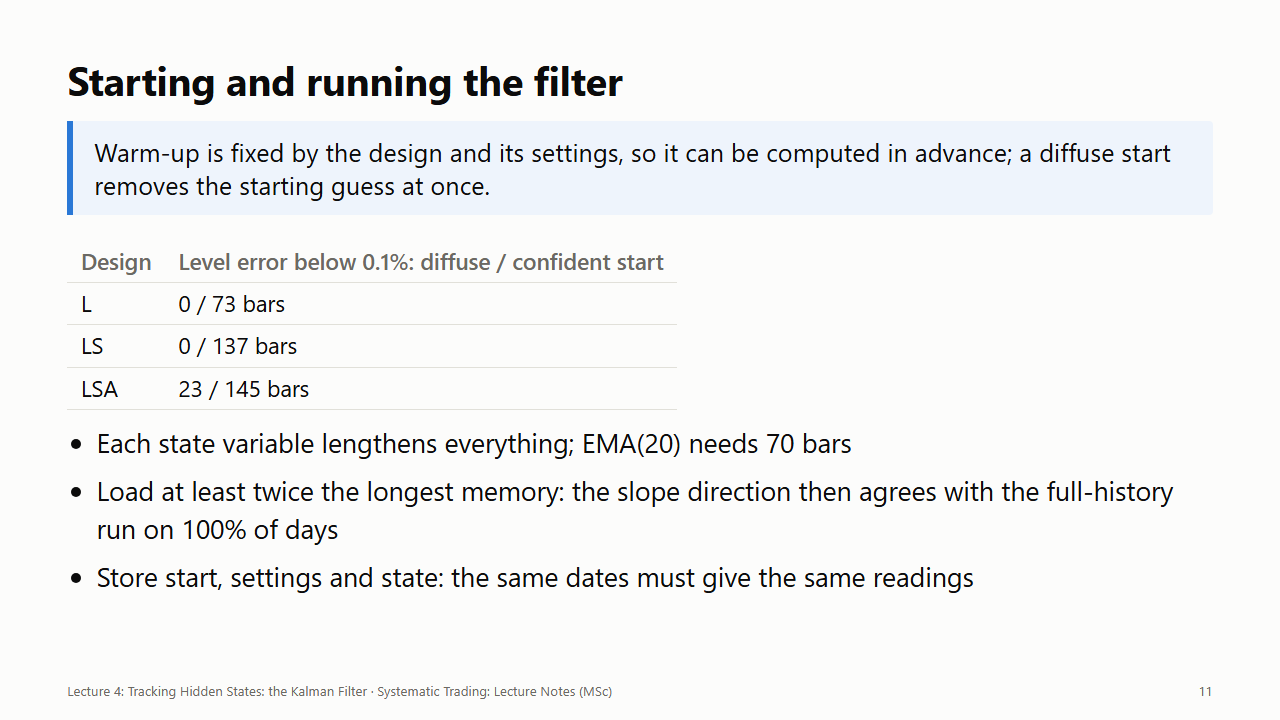 Starting and running the filter
Warm-up is fixed by the design and its settings, so it can be computed in advance; a diffuse start
removes the starting guess at once.
Design Level error below 0.1%: diffuse / confident start
L 0 / 73 bars
LS 0 / 137 bars
LSA 23 / 145 bars
• Each state variable lengthens everything; EMA(20) needs 70 bars
• Load at least twice the longest memory: the slope direction then agrees with the full-history
run on 100% of days
• Store start, settings and state: the same dates must give the same readings
Lecture 4: Tracking Hidden States: the Kalman Filter · Systematic Trading: Lecture Notes (MSc) 11